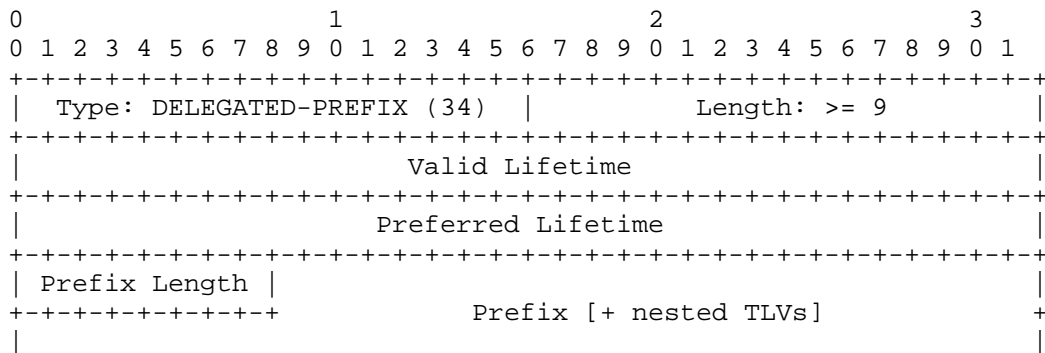 0                   1                   2                   3
0 1 2 3 4 5 6 7 8 9 0 1 2 3 4 5 6 7 8 9 0 1 2 3 4 5 6 7 8 9 0 1
+-+-+-+-+-+-+-+-+-+-+-+-+-+-+-+-+-+-+-+-+-+-+-+-+-+-+-+-+-+-+-+-+
|  Type: DELEGATED-PREFIX (34)  |          Length: >= 9         |
+-+-+-+-+-+-+-+-+-+-+-+-+-+-+-+-+-+-+-+-+-+-+-+-+-+-+-+-+-+-+-+-+
|                        Valid Lifetime                         |
+-+-+-+-+-+-+-+-+-+-+-+-+-+-+-+-+-+-+-+-+-+-+-+-+-+-+-+-+-+-+-+-+
|                      Preferred Lifetime                       |
+-+-+-+-+-+-+-+-+-+-+-+-+-+-+-+-+-+-+-+-+-+-+-+-+-+-+-+-+-+-+-+-+
| Prefix Length |                                               |
+-+-+-+-+-+-+-+-+            Prefix [+ nested TLVs]             +
|                                                               |